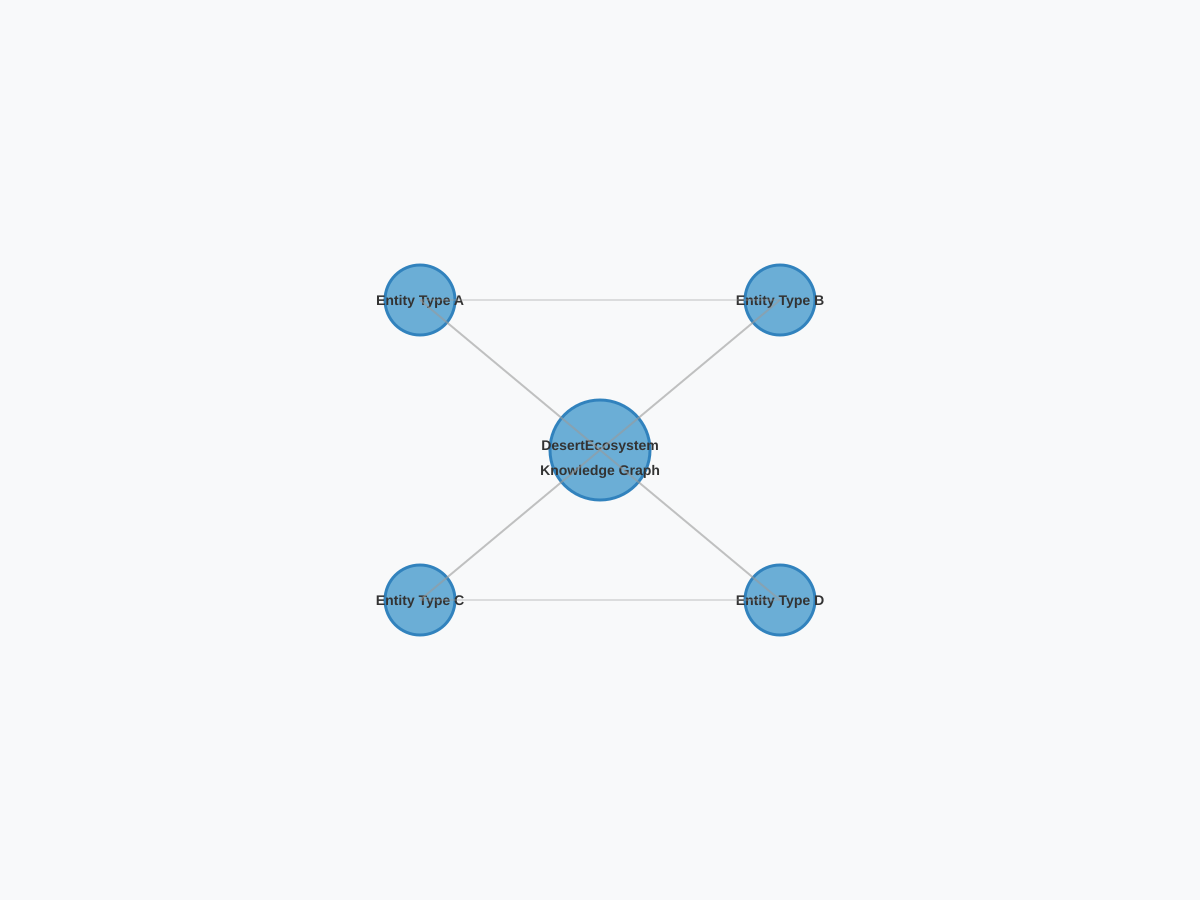 Entity Type A
Entity Type B
DesertEcosystem
Knowledge Graph
Entity Type C
Entity Type D